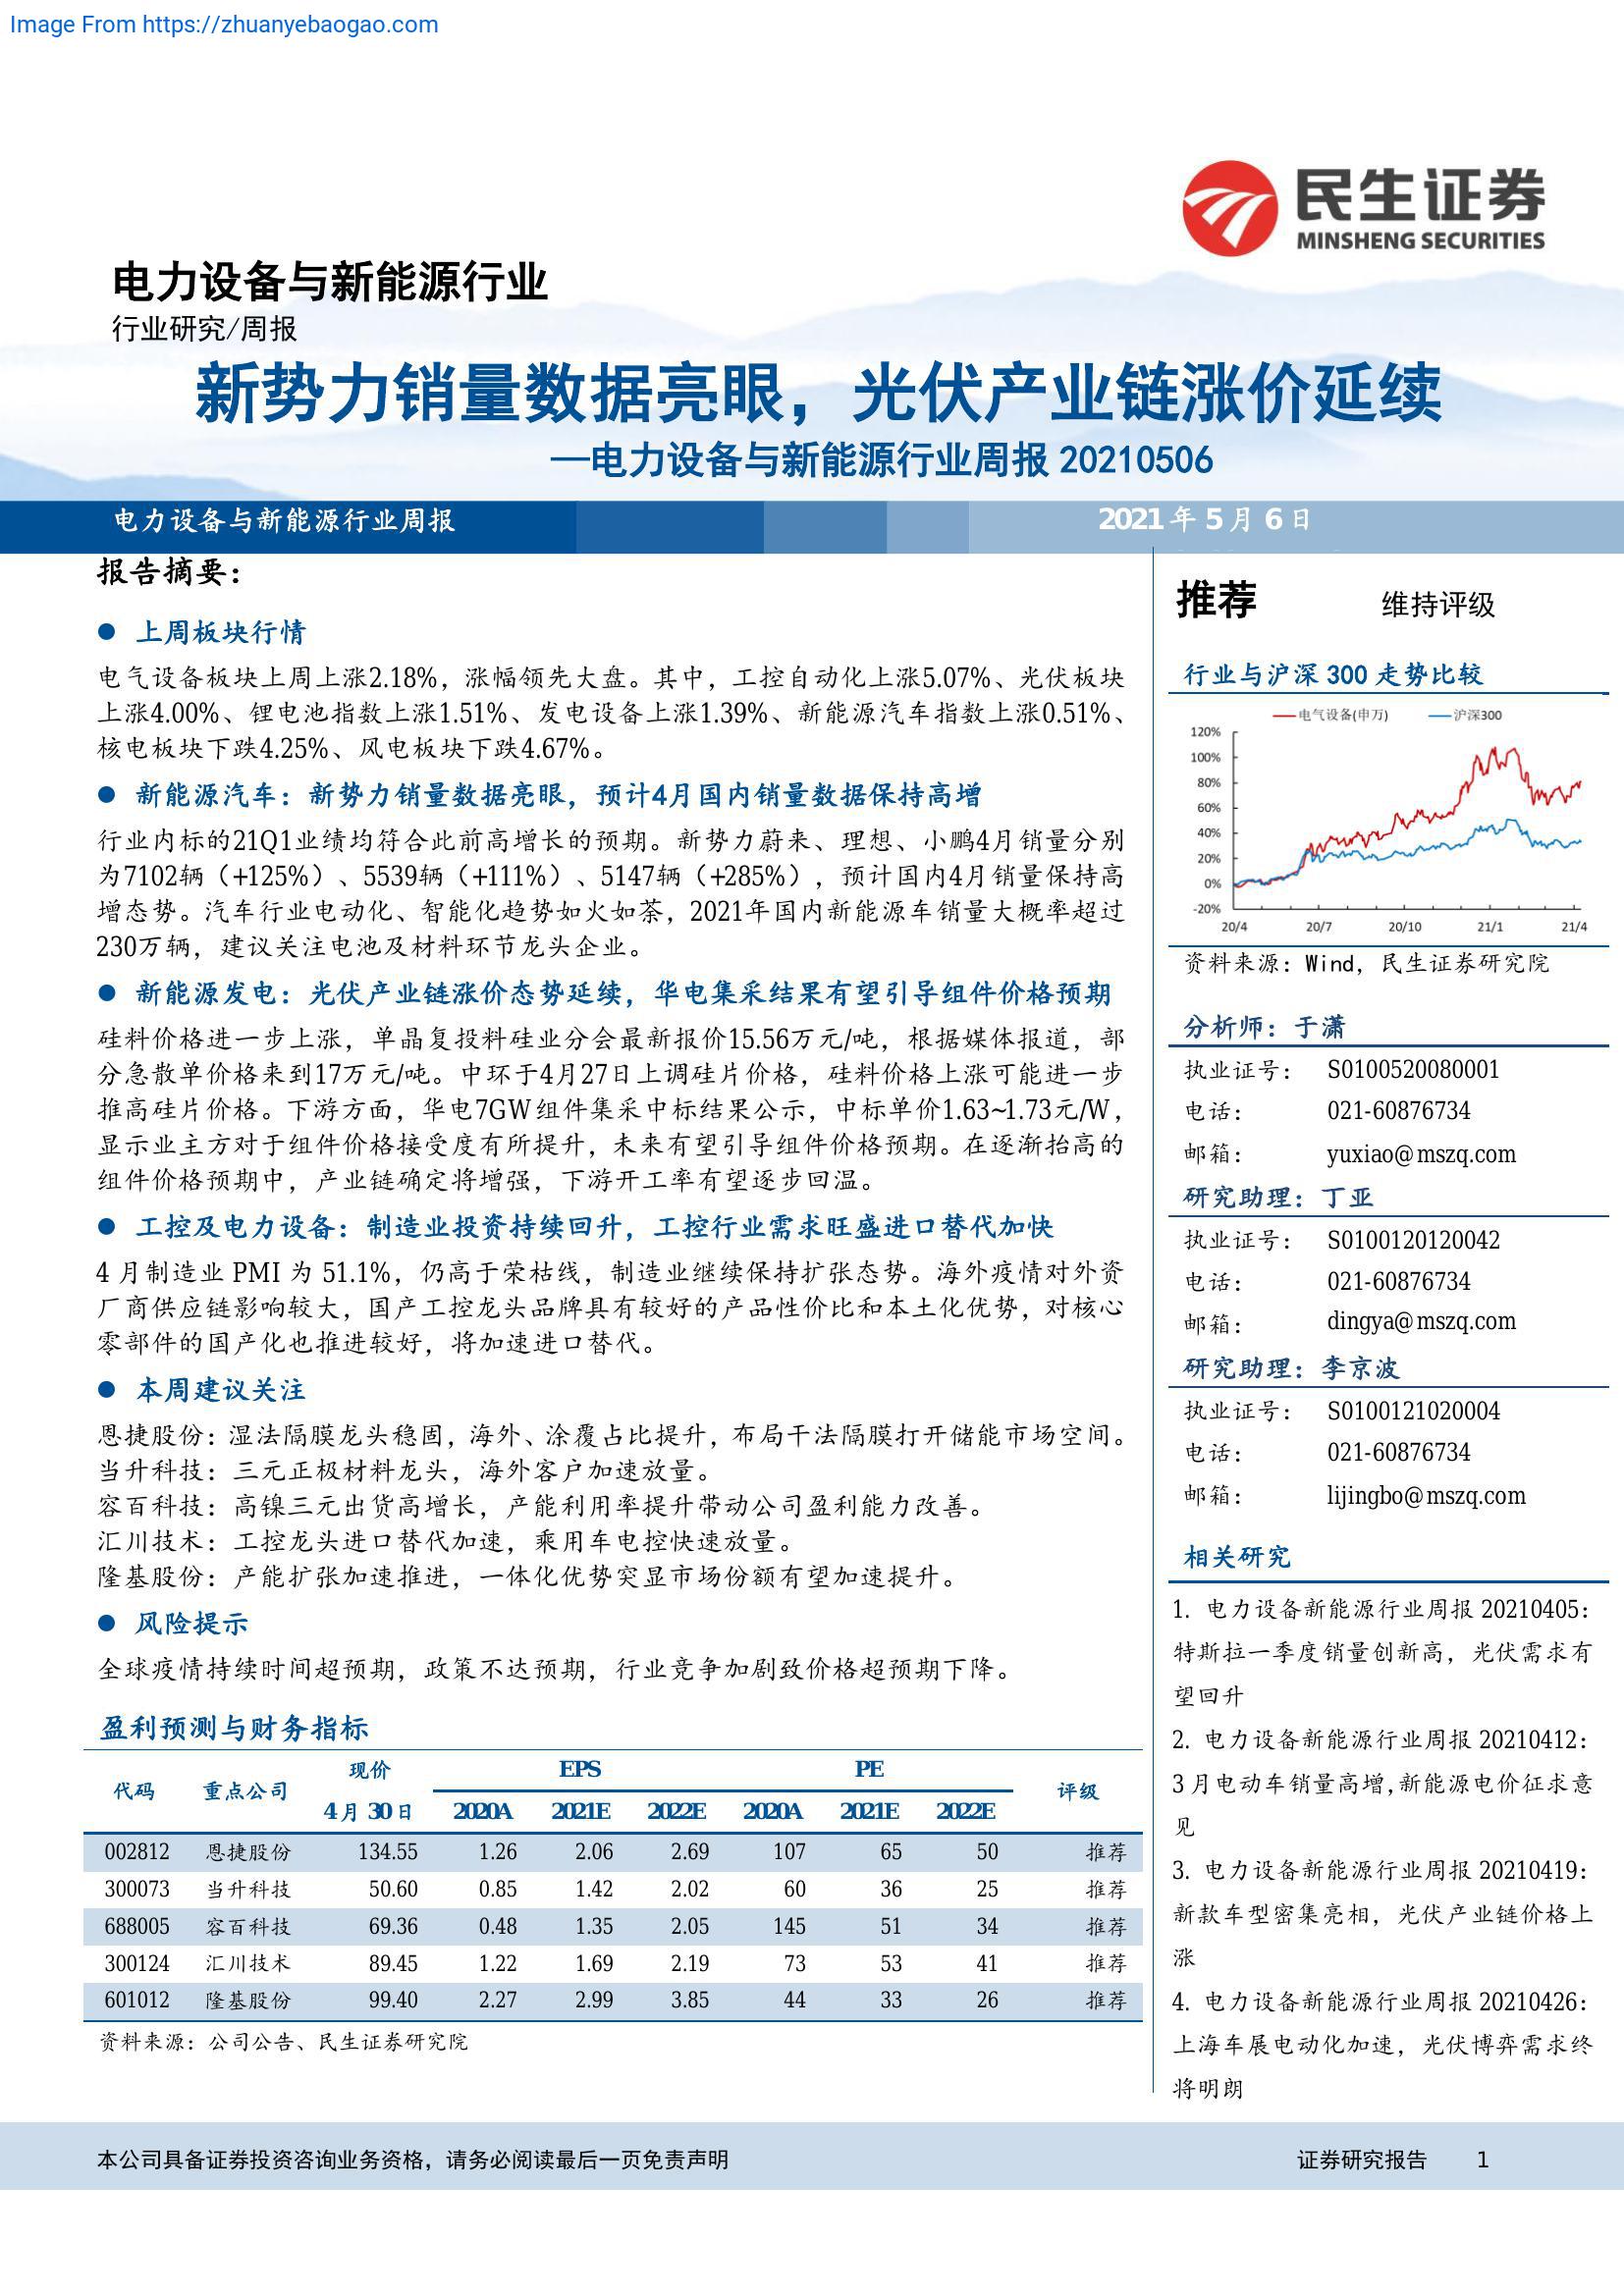 Image From https://zhuanyebaogao.com
民生证券
MINSHENG SECURITIES
电力设备与新能源行业
行业研究/周报
新势力销量数据亮眼，光伏产业链涨价延续
—电力设备与新能源行业周报 20210506
电力设备与新能源行业周报
2021 年 5 月 6 日
报告摘要：
● 上周板块行情
电气设备板块上周上涨2.18%，涨幅领先大盘。其中，工控自动化上涨5.07%、光伏板块
上涨4.00%、锂电池指数上涨1.51%、发电设备上涨1.39%、新能源汽车指数上涨0.51%、
核电板块下跌4.25%、风电板块下跌4.67%。
● 新能源汽车：新势力销量数据亮眼，预计4月国内销量数据保持高增
行业内标的21Q1业绩均符合此前高增长的预期。新势力蔚来、理想、小鹏4月销量分别
为7102辆（+125%）、5539辆（+111%）、5147辆（+285%），预计国内4月销量保持高
增态势。汽车行业电动化、智能化趋势如火如荼，2021年国内新能源车销量大概率超过
230万辆，建议关注电池及材料环节龙头企业。
● 新能源发电：光伏产业链涨价态势延续，华电集采结果有望引导组件价格预期
硅料价格进一步上涨，单晶复投料硅业分会最新报价15.56万元/吨，根据媒体报道，部
分急散单价格来到17万元/吨。中环于4月27日上调硅片价格，硅料价格上涨可能进一步
推高硅片价格。下游方面，华电7GW组件集采中标结果公示，中标单价1.63~1.73元/W，
显示业主方对于组件价格接受度有所提升，未来有望引导组件价格预期。在逐渐抬高的
组件价格预期中，产业链确定将增强，下游开工率有望逐步回温。
● 工控及电力设备：制造业投资持续回升，工控行业需求旺盛进口替代加快
4 月制造业 PMI 为 51.1%，仍高于荣枯线，制造业继续保持扩张态势。海外疫情对外资
厂商供应链影响较大，国产工控龙头品牌具有较好的产品性价比和本土化优势，对核心
零部件的国产化也推进较好，将加速进口替代。
● 本周建议关注
恩捷股份：湿法隔膜龙头稳固，海外、涂覆占比提升，布局干法隔膜打开储能市场空间。
当升科技：三元正极材料龙头，海外客户加速放量。
容百科技：高镍三元出货高增长，产能利用率提升带动公司盈利能力改善。
汇川技术：工控龙头进口替代加速，乘用车电控快速放量。
隆基股份：产能扩张加速推进，一体化优势突显市场份额有望加速提升。
● 风险提示
全球疫情持续时间超预期，政策不达预期，行业竞争加剧致价格超预期下降。
盈利预测与财务指标
代码 重点公司 现价 EPS PE 评级
4 月 30 日 2020A 2021E 2022E 2020A 2021E 2022E
002812 恩捷股份 134.55 1.26 2.06 2.69 107 65 50 推荐
300073 当升科技 50.60 0.85 1.42 2.02 60 36 25 推荐
688005 容百科技 69.36 0.48 1.35 2.05 145 51 34 推荐
300124 汇川技术 89.45 1.22 1.69 2.19 73 53 41 推荐
601012 隆基股份 99.40 2.27 2.99 3.85 44 33 26 推荐
资料来源：公司公告、民生证券研究院
推荐 维持评级
行业与沪深 300 走势比较
电气设备(申万) 沪深300
120%
100%
80%
60%
40%
20%
0%
-20%
20/4 20/7 20/10 21/1 21/4
资料来源：Wind，民生证券研究院
分析师：于潇
执业证号： S0100520080001
电话： 021-60876734
邮箱： yuxiao@mszq.com
研究助理：丁亚
执业证号： S0100120120042
电话： 021-60876734
邮箱： dingya@mszq.com
研究助理：李京波
执业证号： S0100121020004
电话： 021-60876734
邮箱： lijingbo@mszq.com
相关研究
1. 电力设备新能源行业周报 20210405：
特斯拉一季度销量创新高，光伏需求有
望回升
2. 电力设备新能源行业周报 20210412：
3 月电动车销量高增,新能源电价征求意
见
3. 电力设备新能源行业周报 20210419：
新款车型密集亮相，光伏产业链价格上
涨
4. 电力设备新能源行业周报 20210426：
上海车展电动化加速，光伏博弈需求终
将明朗
本公司具备证券投资咨询业务资格，请务必阅读最后一页免责声明
证券研究报告 1